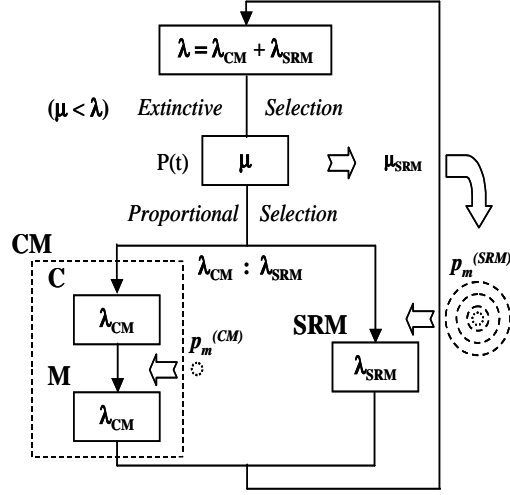 λ = λCM + λSRM
(μ < λ) Extinctive Selection
P(t) μ μSRM
Proportional Selection
pm(SRM)
CM
λCM : λSRM
C
λCM
SRM
pm(CM)
M
λSRM
λCM